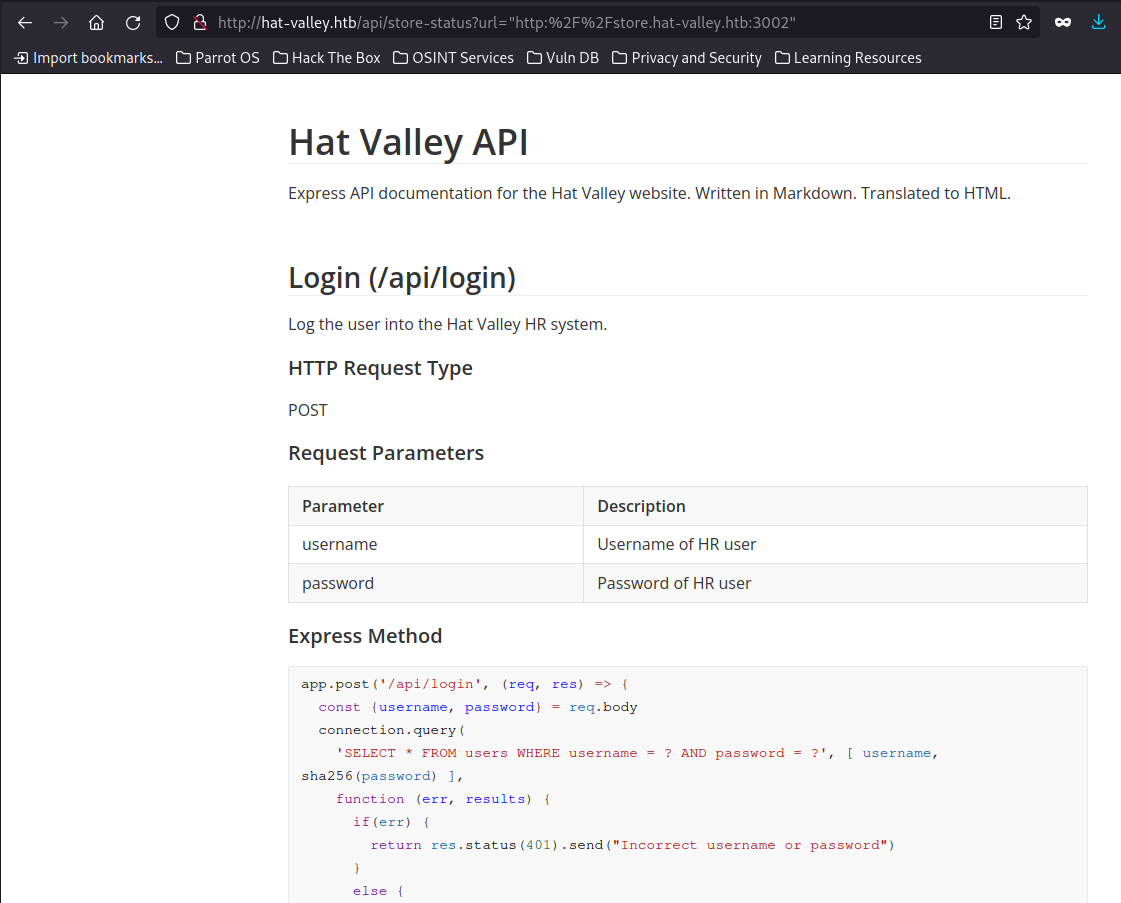 http://hat-valley.htb/api/store-status?url="http:%2F%2Fstore.hat-valley.htb:3002"
Import bookmarks... Parrot OS Hack The Box OSINT Services Vuln DB Privacy and Security Learning Resources
Hat Valley API
Express API documentation for the Hat Valley website. Written in Markdown. Translated to HTML.
Login (/api/login)
Log the user into the Hat Valley HR system.
HTTP Request Type
POST
Request Parameters
Parameter Description
username Username of HR user
password Password of HR user
Express Method
app.post('/api/login', (req, res) => {
  const {username, password} = req.body
  connection.query(
    'SELECT * FROM users WHERE username = ? AND password = ?', [ username,
sha256(password) ],
    function (err, results) {
      if(err) {
        return res.status(401).send("Incorrect username or password")
      }
      else {